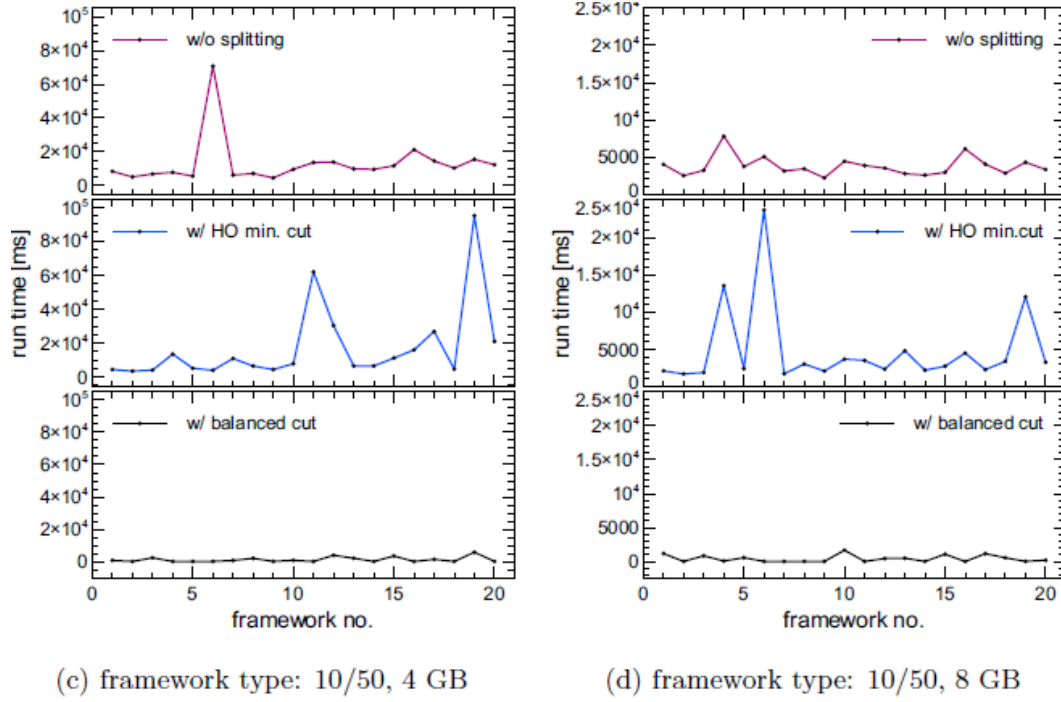 10⁵
8×10⁴
6×10⁴
4×10⁴
2×10⁴
0
w/o splitting
10⁵
8×10⁴
6×10⁴
4×10⁴
2×10⁴
0
w/ HO min. cut
run time [ms]
10⁵
8×10⁴
6×10⁴
4×10⁴
2×10⁴
0
w/ balanced cut
0 5 10 15 20
framework no.
(c) framework type: 10/50, 4 GB
2.5×10⁴
2×10⁴
1.5×10⁴
10⁴
5000
0
w/o splitting
2.5×10⁴
2×10⁴
1.5×10⁴
10⁴
5000
0
w/ HO min.cut
run time [ms]
2.5×10⁴
2×10⁴
1.5×10⁴
10⁴
5000
0
w/ balanced cut
0 5 10 15 20
framework no.
(d) framework type: 10/50, 8 GB